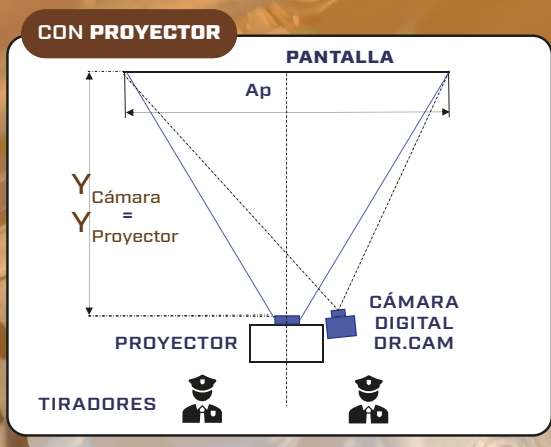 CON PROYECTOR
PANTALLA
Ap
Y Cámara
=
Y Proyector
CÁMARA
DIGITAL
DR.CAM
PROYECTOR
TIRADORES